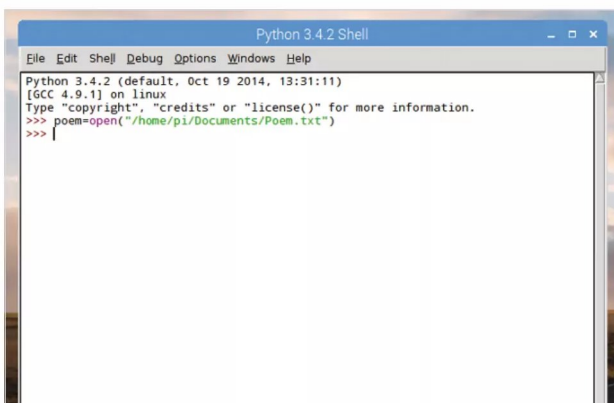 Python 3.4.2 Shell
File Edit Shell Debug Options Windows Help
Python 3.4.2 (default, Oct 19 2014, 13:31:11)
[GCC 4.9.1] on linux
Type "copyright", "credits" or "license()" for more information.
>>> poem=open("/home/pi/Documents/Poem.txt")
>>>